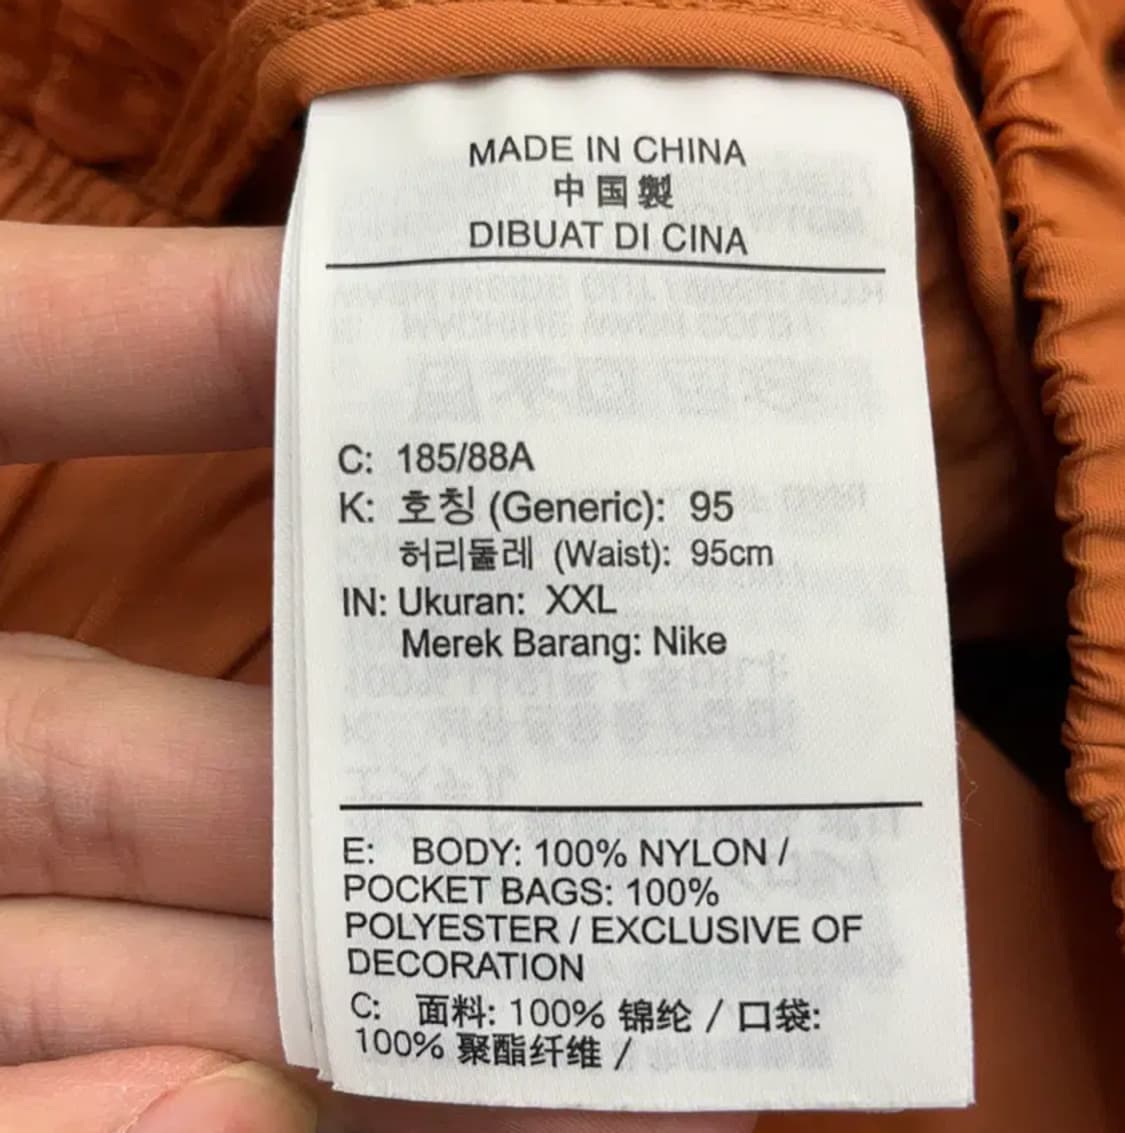 MADE IN CHINA
中国製
DIBUAT DI CINA
C: 185/88A
K: 호칭 (Generic): 95
허리둘레 (Waist): 95cm
IN: Ukuran: XXL
Merek Barang: Nike
E: BODY: 100% NYLON /
POCKET BAGS: 100%
POLYESTER / EXCLUSIVE OF
DECORATION
C: 面料: 100% 锦纶 / 口袋:
100% 聚酯纤维 /